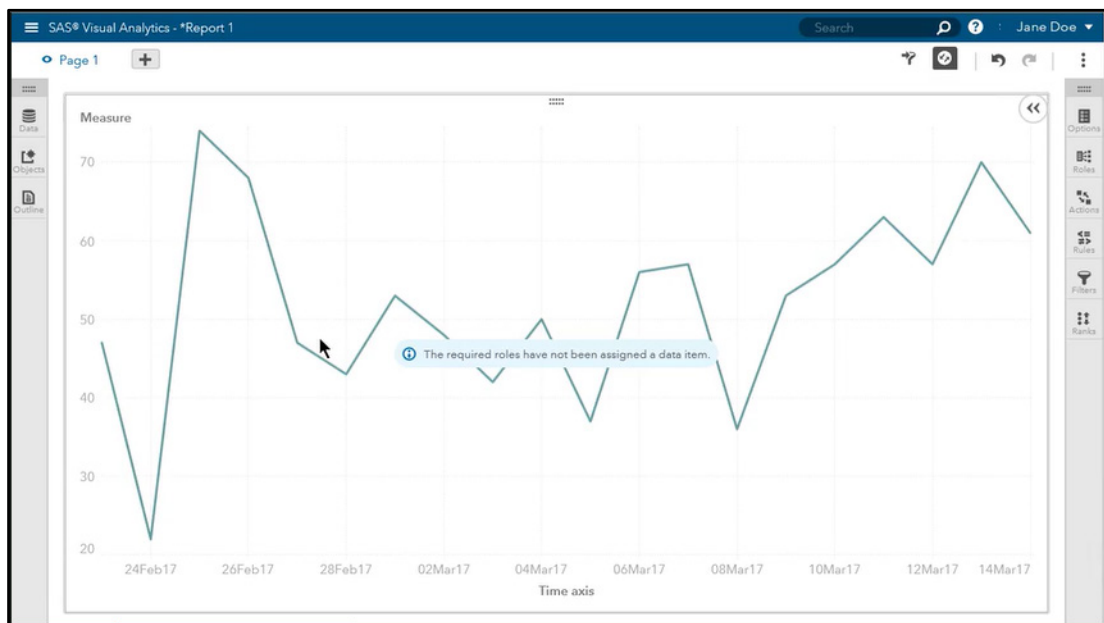 SAS® Visual Analytics - *Report 1
Search
Jane Doe
Page 1
Data
Objects
Outline
Measure
70
60
50
40
30
20
The required roles have not been assigned a data item.
24Feb17 26Feb17 28Feb17 02Mar17 04Mar17 06Mar17 08Mar17 10Mar17 12Mar17 14Mar17
Time axis
Options
Roles
Actions
Rules
Filters
Ranks